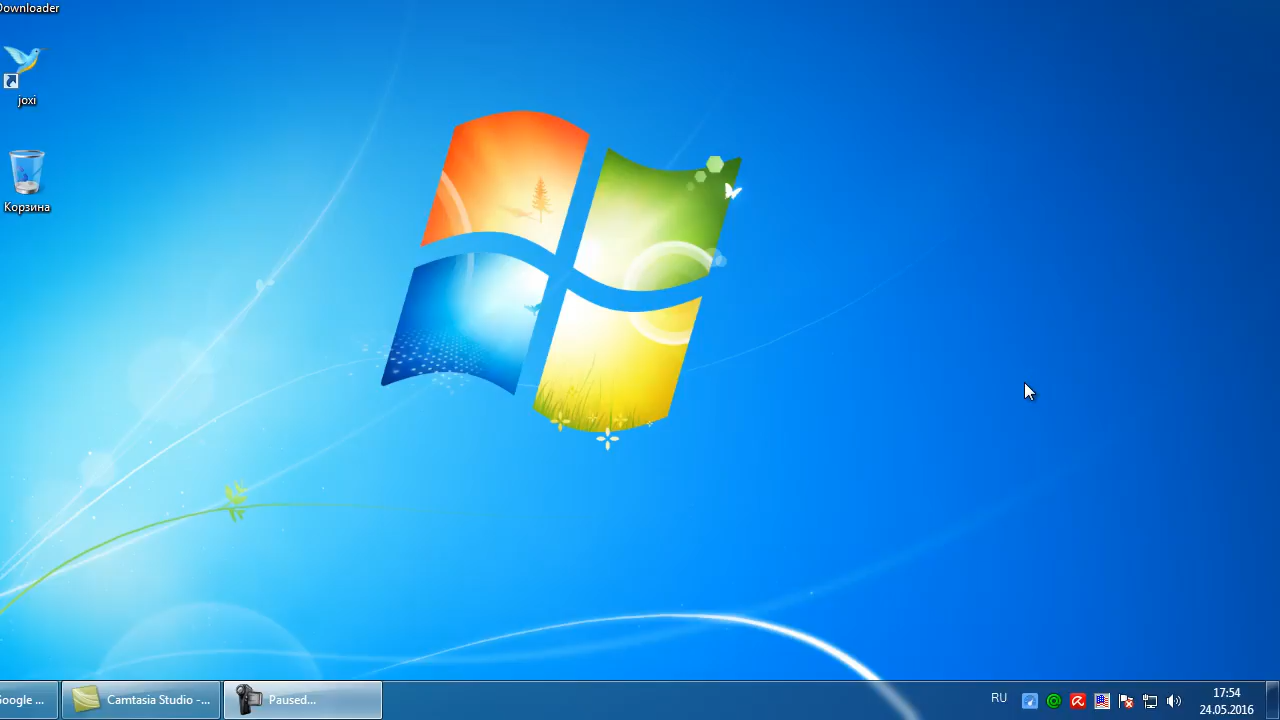 Downloader
joxi
Корзина
Google ...
Camtasia Studio -...
Paused...
RU
17:54
24.05.2016